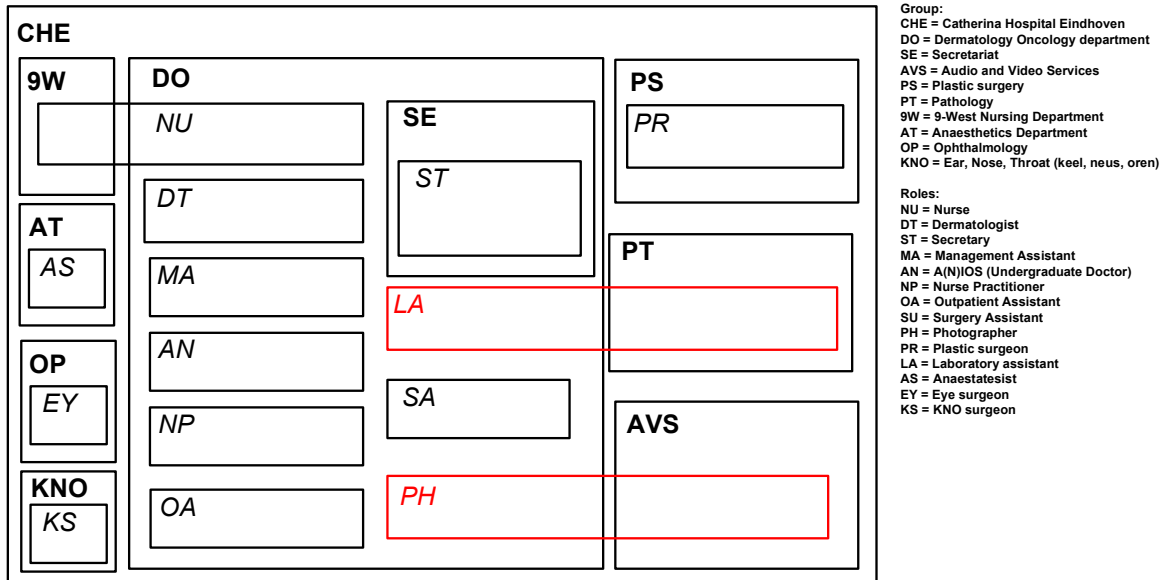 CHE
9W
DO
NU
DT
MA
AN
NP
OA
SE
ST
LA
SA
PH
PS
PR
PT
AVS
AT
AS
OP
EY
KNO
KS
Group:
CHE = Catherina Hospital Eindhoven
DO = Dermatology Oncology department
SE = Secretariat
AVS = Audio and Video Services
PS = Plastic surgery
PT = Pathology
9W = 9-West Nursing Department
AT = Anaesthetics Department
OP = Ophthalmology
KNO = Ear, Nose, Throat (keel, neus, oren)
Roles:
NU = Nurse
DT = Dermatologist
ST = Secretary
MA = Management Assistant
AN = A(N)IOS (Undergraduate Doctor)
NP = Nurse Practitioner
OA = Outpatient Assistant
SU = Surgery Assistant
PH = Photographer
PR = Plastic surgeon
LA = Laboratory assistant
AS = Anaestatesist
EY = Eye surgeon
KS = KNO surgeon